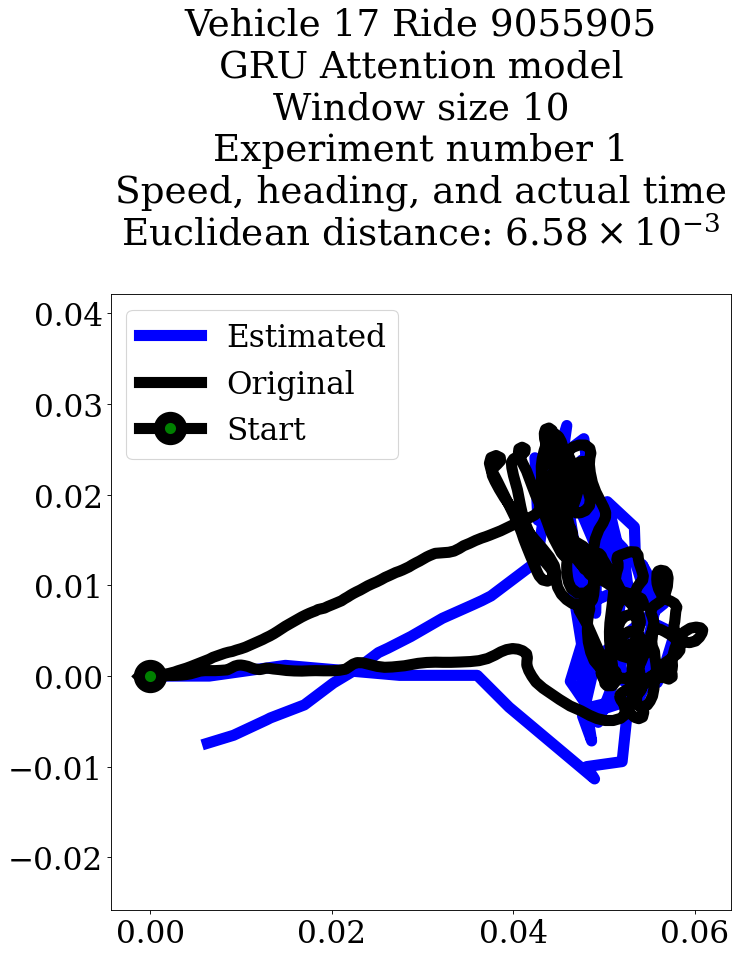 Vehicle 17 Ride 9055905
GRU Attention model
Window size 10
Experiment number 1
Speed, heading, and actual time
Euclidean distance: 6.58 × 10⁻³
0.04
0.03
0.02
0.01
0.00
−0.01
−0.02
Estimated
Original
Start
0.00 0.02 0.04 0.06